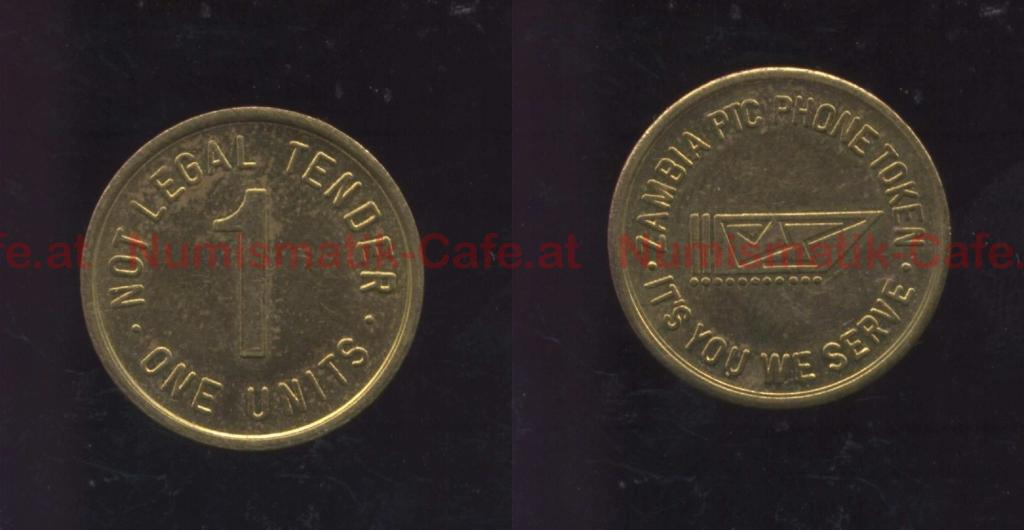 NOT LEGAL TENDER
1
· ONE UNITS ·
ZAMBIA PTC PHONE TOKEN
· IT'S YOU WE SERVE ·
fe.at Numismatik-Cafe.at Numismatik-Cafe.